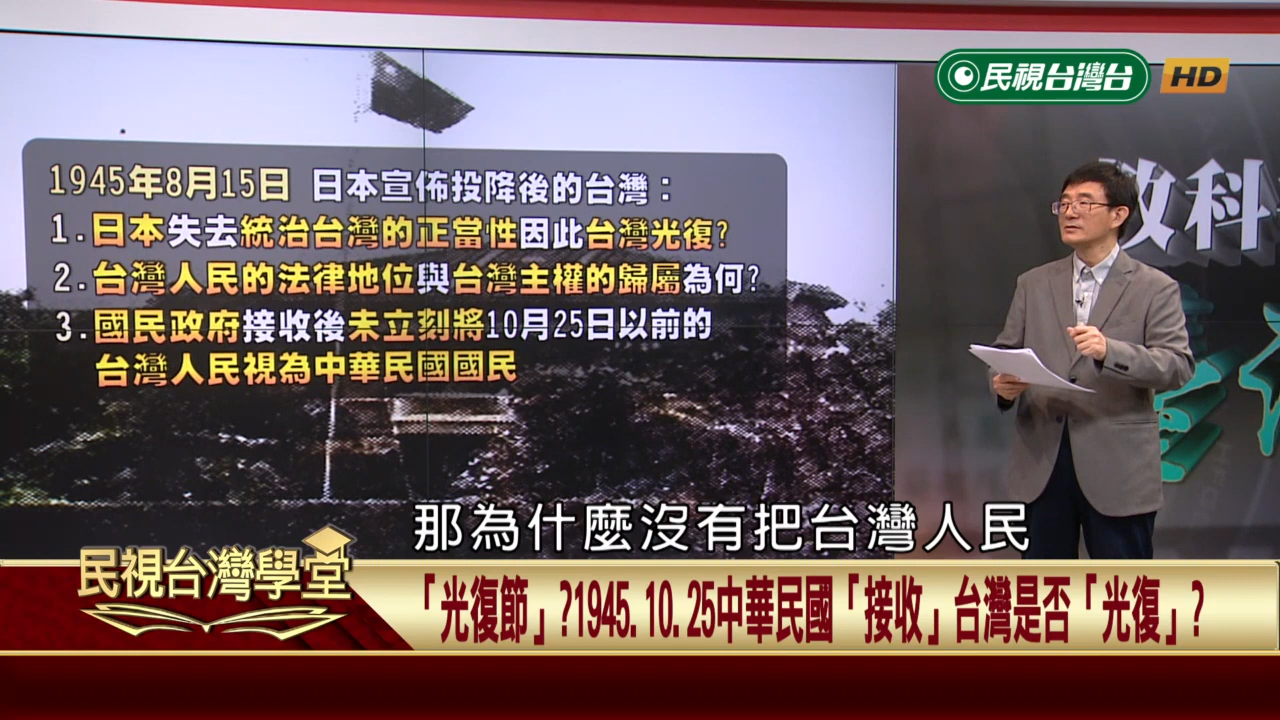 民視台灣台
HD
1945年8月15日 日本宣佈投降後的台灣：
1.日本失去統治台灣的正當性因此台灣光復?
2.台灣人民的法律地位與台灣主權的歸屬為何?
3.國民政府接收後未立刻將10月25日以前的
台灣人民視為中華民國國民
那為什麼沒有把台灣人民
民視台灣學堂
「光復節」?1945.10.25中華民國「接收」台灣是否「光復」?